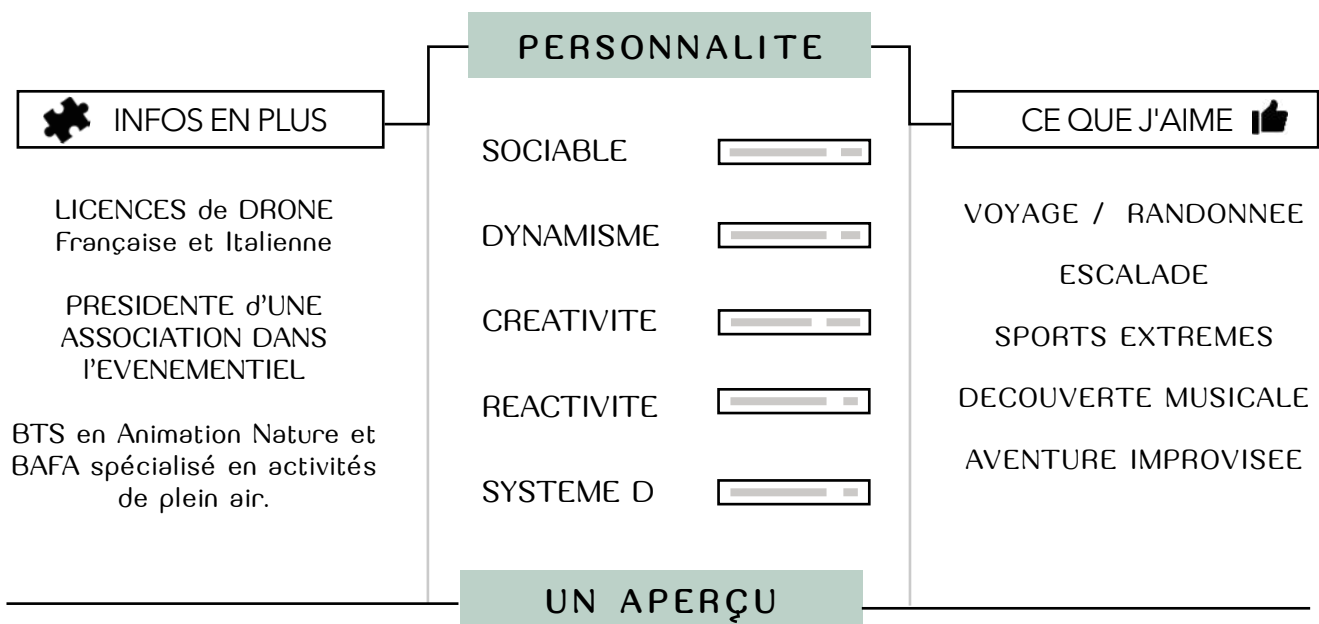 PERSONNALITE
INFOS EN PLUS
LICENCES de DRONE
Française et Italienne
PRESIDENTE d'UNE
ASSOCIATION DANS
l'EVENEMENTIEL
BTS en Animation Nature et
BAFA spécialisé en activités
de plein air.
SOCIABLE
DYNAMISME
CREATIVITE
REACTIVITE
SYSTEME D
CE QUE J'AIME
VOYAGE / RANDONNEE
ESCALADE
SPORTS EXTREMES
DECOUVERTE MUSICALE
AVENTURE IMPROVISEE
UN APERÇU